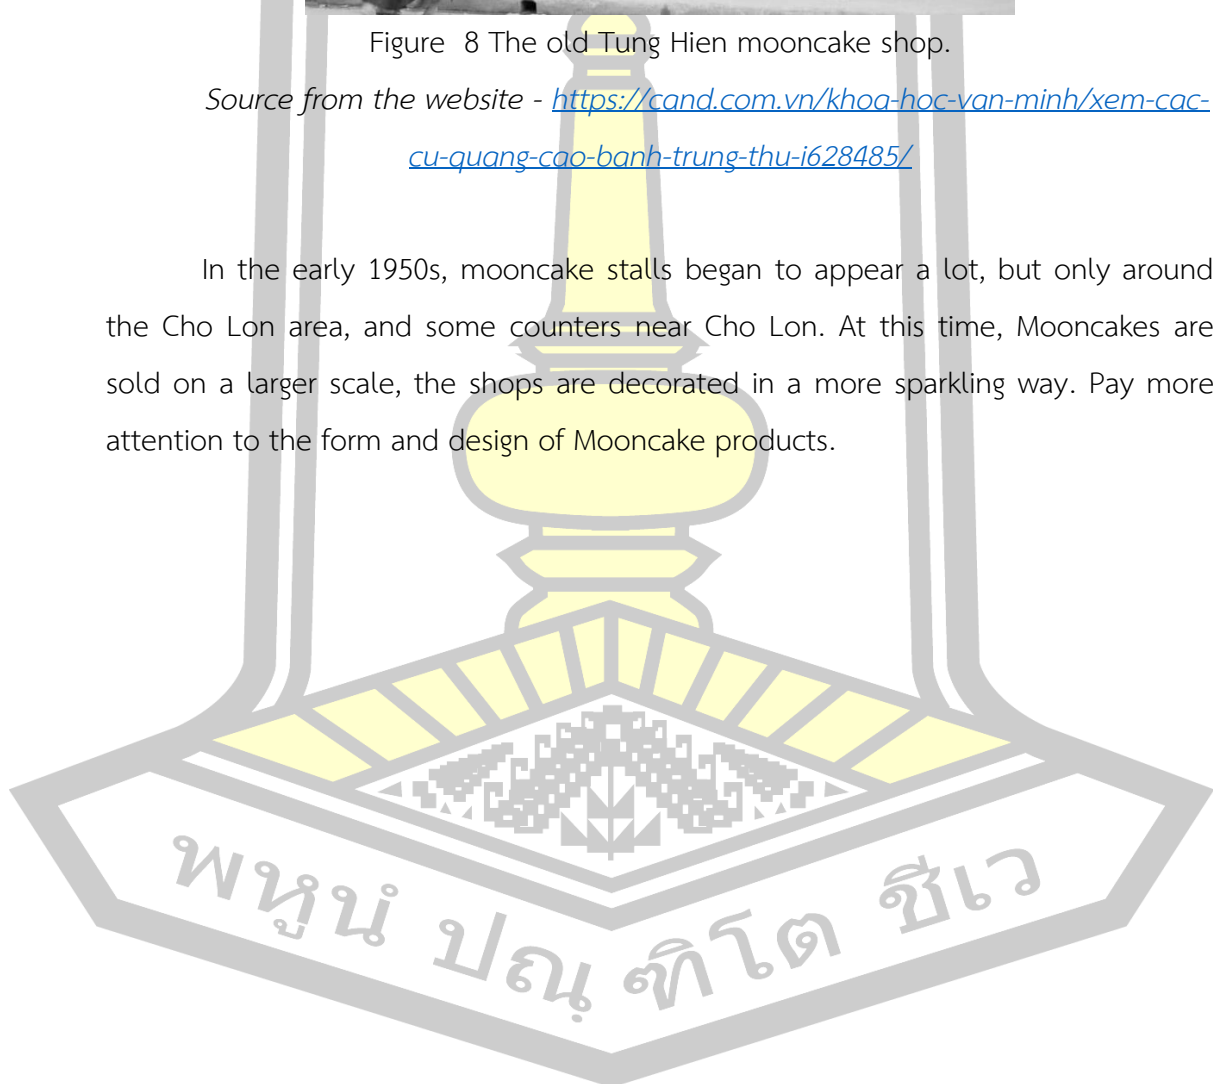 Figure 8 The old Tung Hien mooncake shop.
Source from the website - https://cand.com.vn/khoa-hoc-van-minh/xem-cac-
cu-quang-cao-banh-trung-thu-i628485/
In the early 1950s, mooncake stalls began to appear a lot, but only around
the Cho Lon area, and some counters near Cho Lon. At this time, Mooncakes are
sold on a larger scale, the shops are decorated in a more sparkling way. Pay more
attention to the form and design of Mooncake products.
พหูนํ ปณฺฑิโต ชีเว